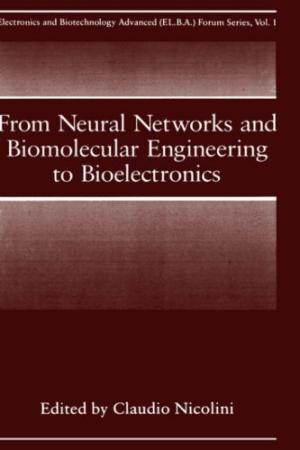 Electronics and Biotechnology Advanced (EL.B.A.) Forum Series, Vol. 1
From Neural Networks and
Biomolecular Engineering
to Bioelectronics
Edited by Claudio Nicolini